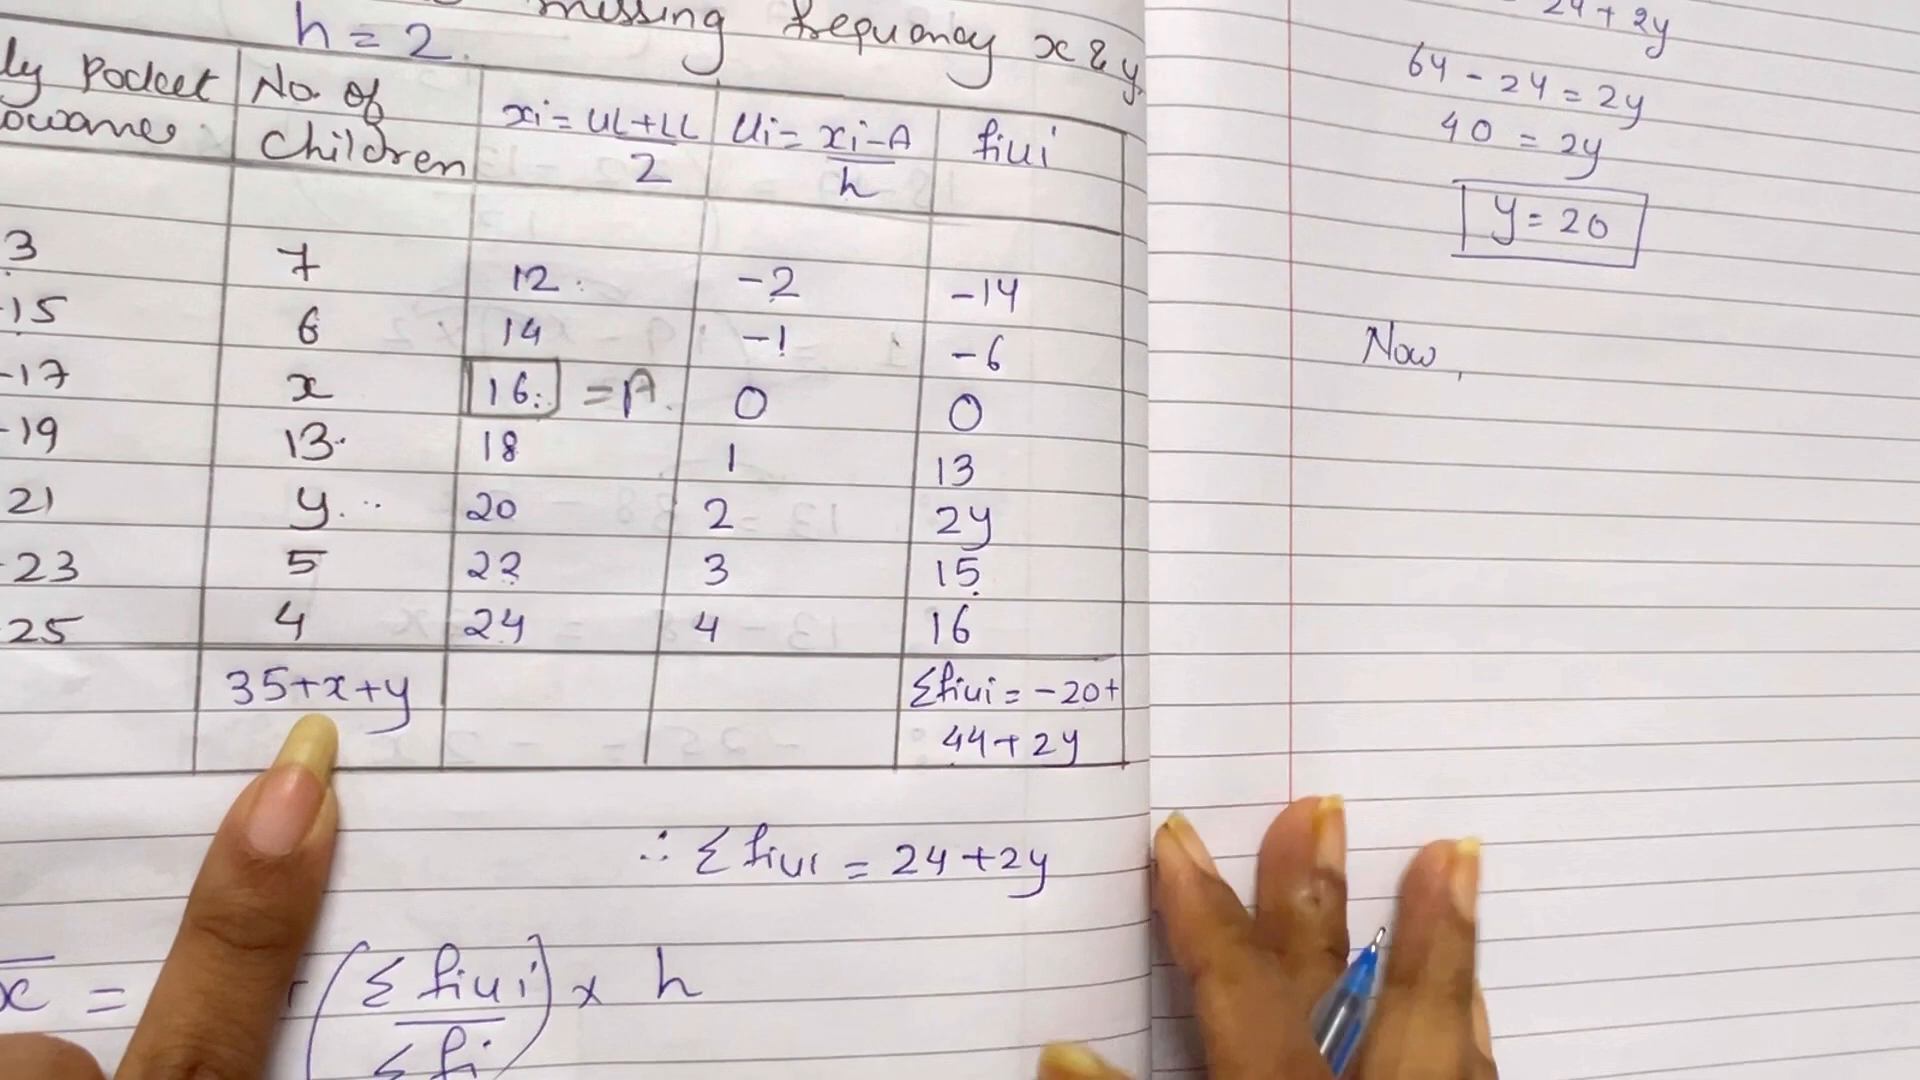 missing frequency x & y
h = 2.
ly Pocket No. of xi = UL+LL / 2 Ui = xi-A / h fiui
owance Children
3 7 12. -2 -14
-15 6 14 -1 -6
-17 x 16. = A. 0 0
-19 13. 18 1 13
21 y.. 20 2 2y
-23 5 22 3 15
25 4 24 4 16
35+x+y Σfiui = -20+
44+2y
∴ Σfiui = 24+2y
x̄ = (Σfiui / Σfi) × h
24+2y
64 - 24 = 2y
40 = 2y
y = 20
Now,